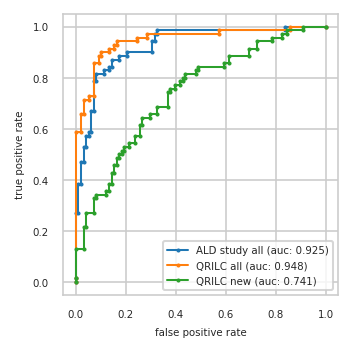 1.0
0.8
0.6
0.4
0.2
0.0
true positive rate
0.0 0.2 0.4 0.6 0.8 1.0
false positive rate
ALD study all (auc: 0.925)
QRILC all (auc: 0.948)
QRILC new (auc: 0.741)